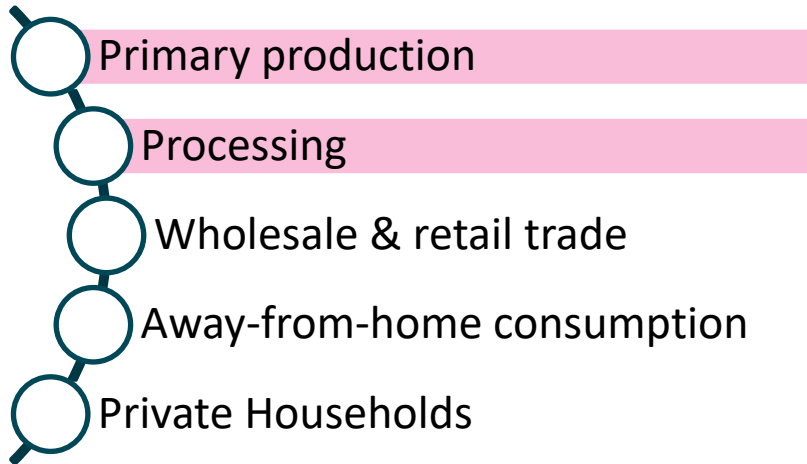 Primary production
Processing
Wholesale & retail trade
Away-from-home consumption
Private Households